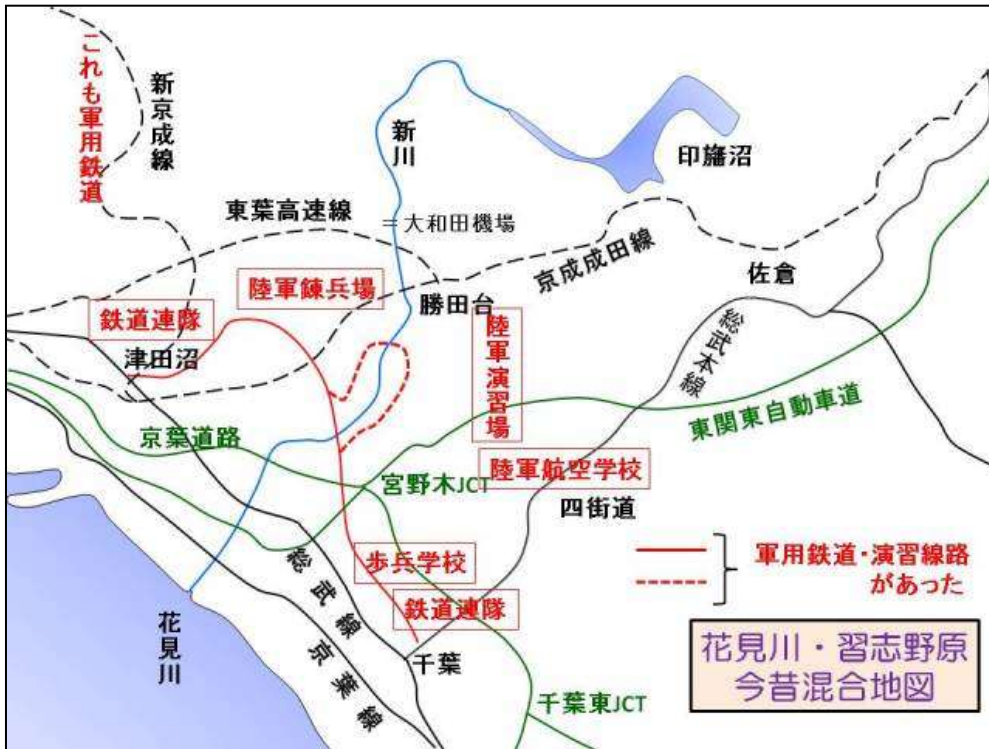 これも軍用鉄道
新京成線
新川
印旛沼
東葉高速線
=大和田機場
京成成田線
佐倉
陸軍錬兵場
勝田台
鉄道連隊
津田沼
陸軍演習場
総武本線
東関東自動車道
京葉道路
宮野木JCT
陸軍航空学校
四街道
歩兵学校
軍用鉄道・演習線路
があった
総武線
鉄道連隊
花見川
京葉線
千葉
千葉東JCT
花見川・習志野原
今昔混合地図